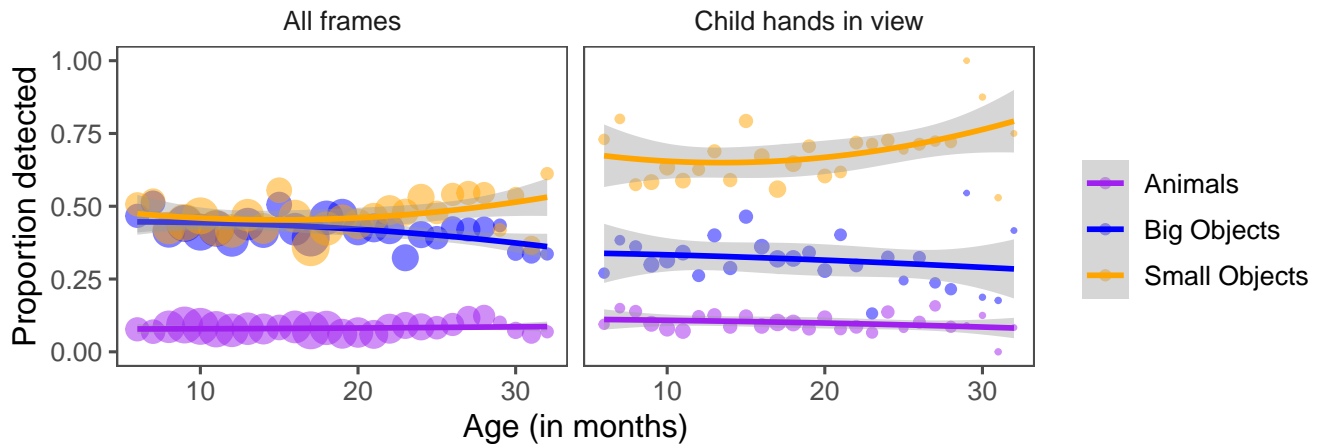 All frames
Child hands in view
Proportion detected
1.00
0.75
0.50
0.25
0.00
10
20
30
10
20
30
Age (in months)
Animals
Big Objects
Small Objects